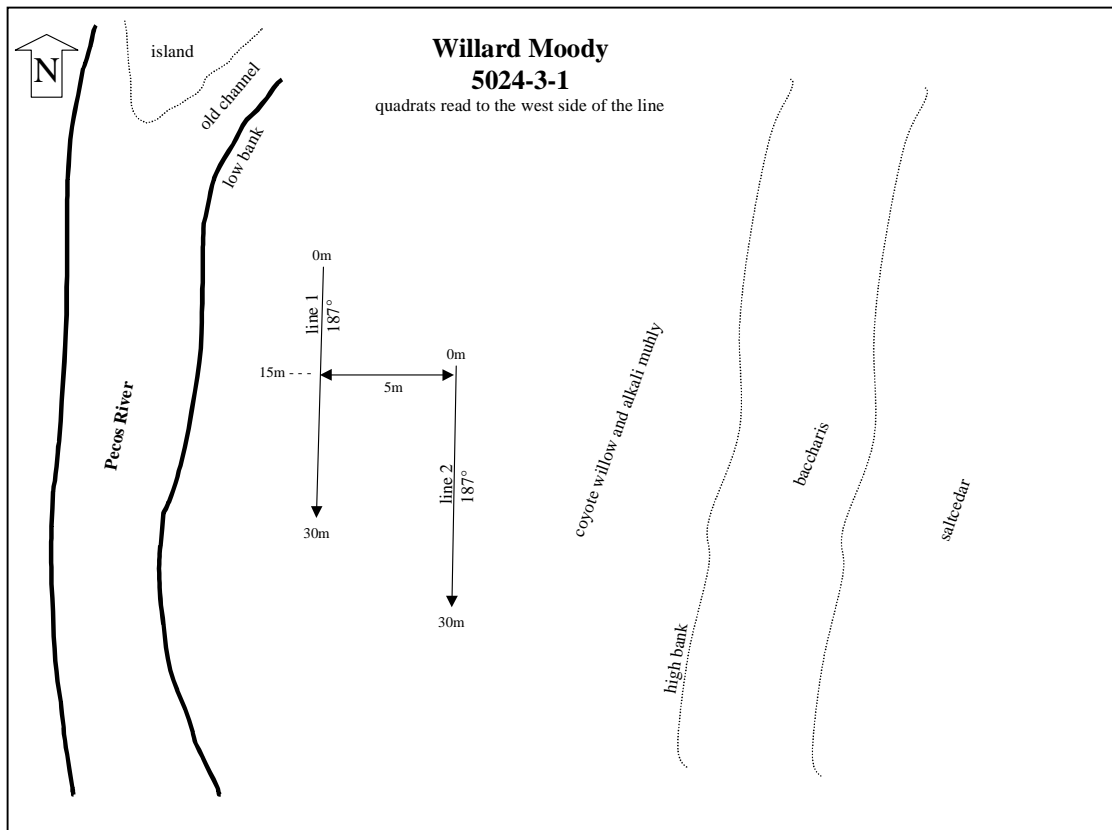 N
island
old channel
low bank
Willard Moody
5024-3-1
quadrats read to the west side of the line
0m
line 1
187°
15m - - -
5m
30m
0m
line 2
187°
30m
Pecos River
coyote willow and alkali muhly
high bank
baccharis
saltcedar